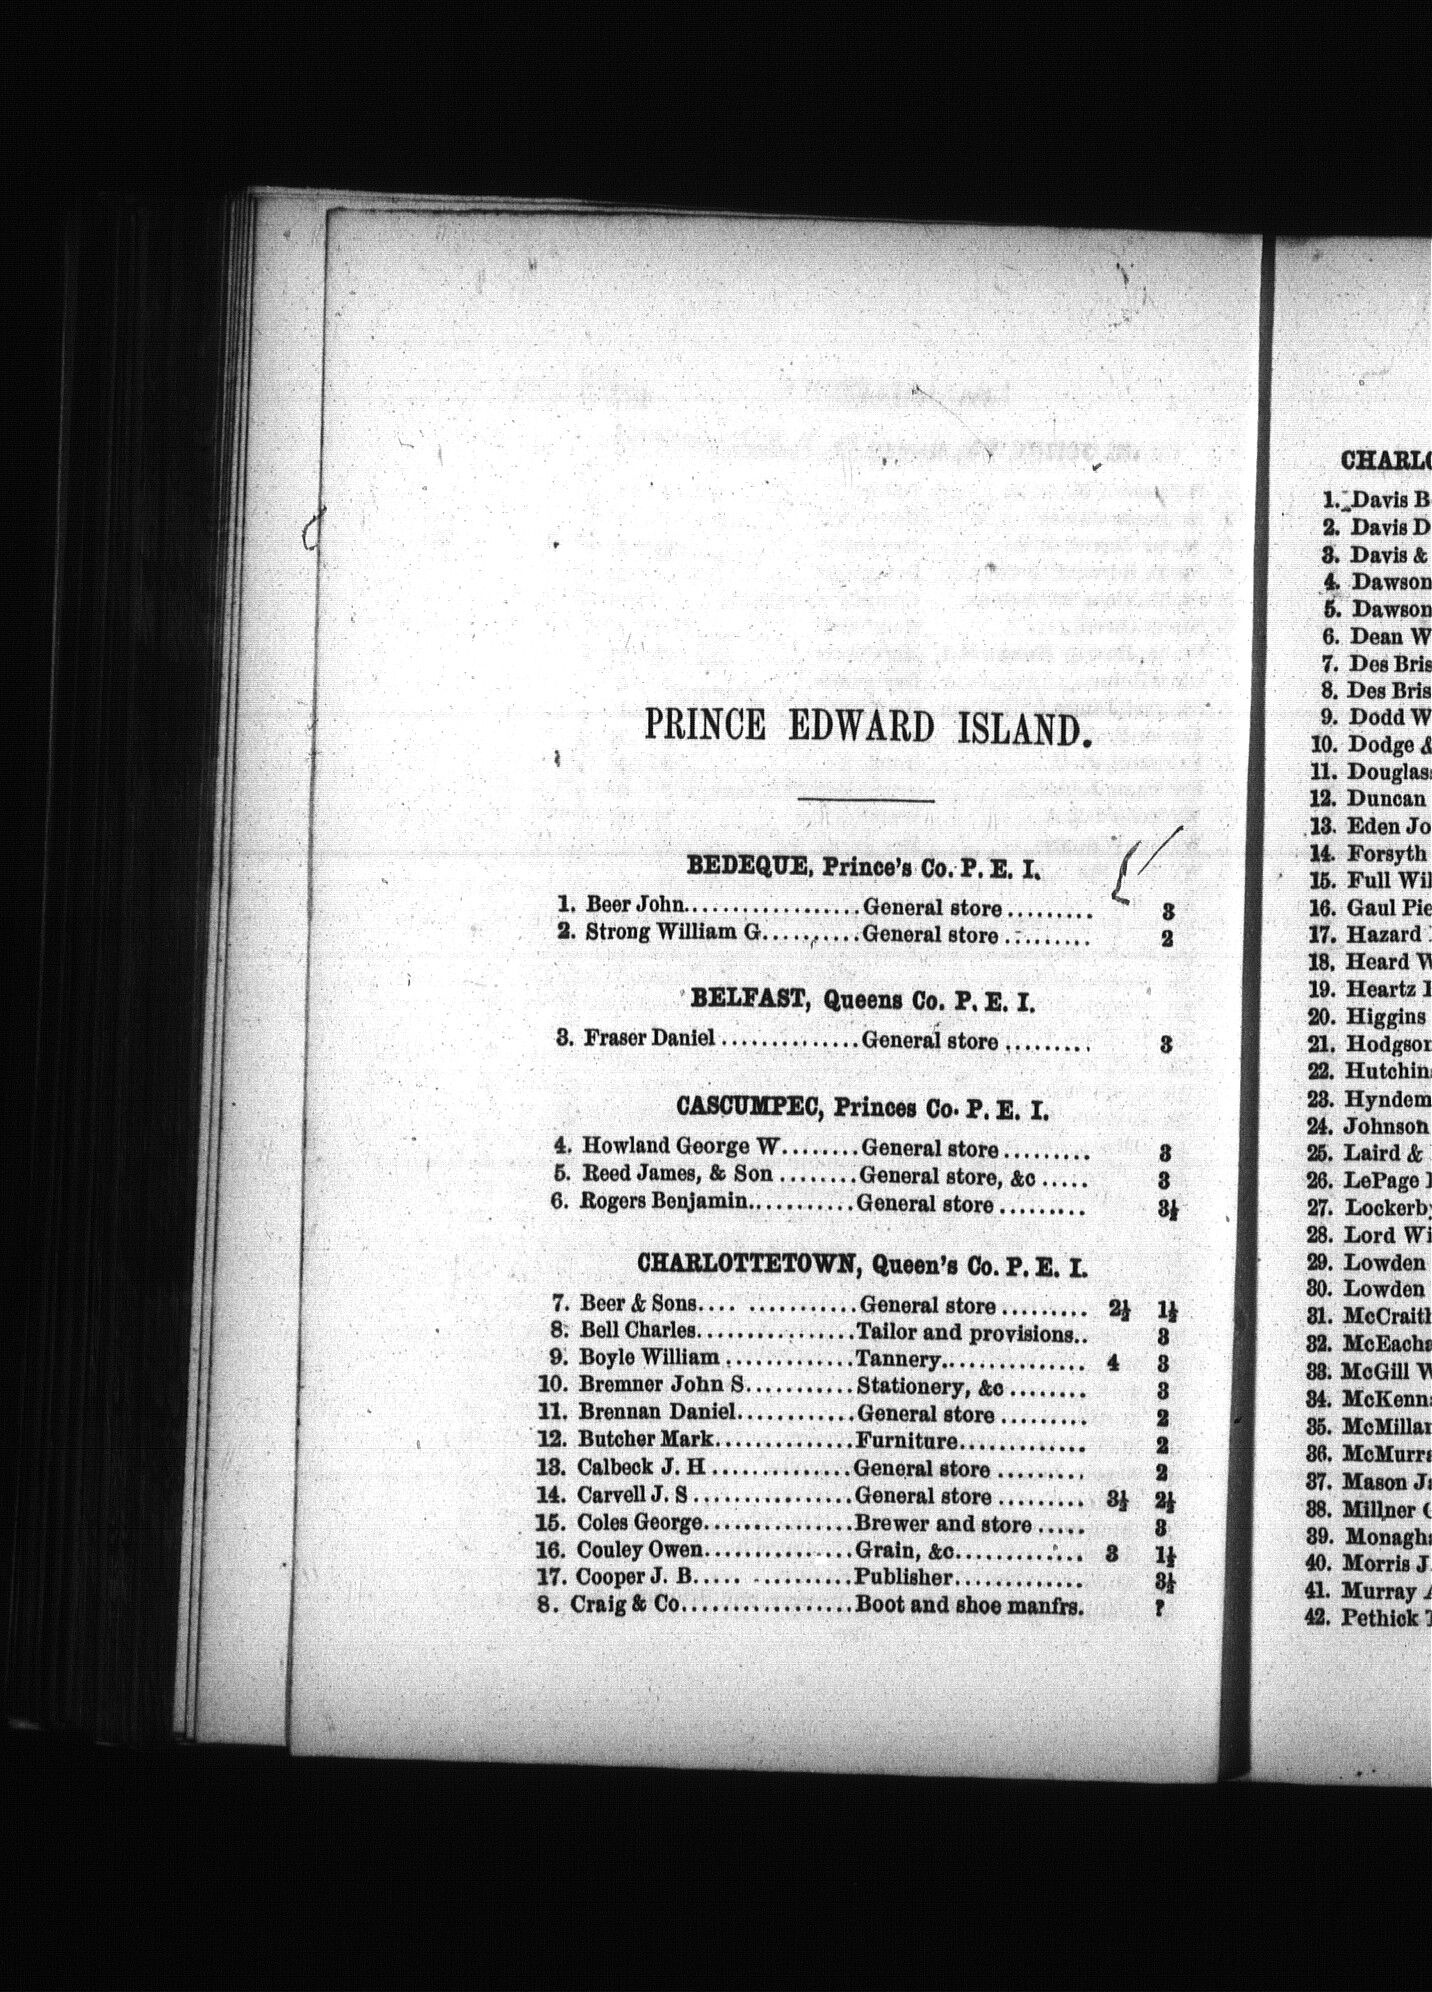 PRINCE EDWARD ISLAND.
BEDEQUE, Prince's Co. P. E. I.
1. Beer John..................General store......... 3
2. Strong William G..........General store......... 2
BELFAST, Queens Co. P. E. I.
3. Fraser Daniel..............General store......... 3
CASCUMPEC, Princes Co. P. E. I.
4. Howland George W........General store......... 3
5. Reed James, & Son........General store, &c..... 3
6. Rogers Benjamin...........General store......... 3½
CHARLOTTETOWN, Queen's Co. P. E. I.
7. Beer & Sons.... ...........General store......... 2½ 1½
8. Bell Charles................Tailor and provisions.. 3
9. Boyle William.............Tannery............... 4 3
10. Bremner John S...........Stationery, &c........ 3
11. Brennan Daniel............General store......... 2
12. Butcher Mark..............Furniture............. 2
13. Calbeck J. H..............General store......... 2
14. Carvell J. S................General store......... 3½ 2½
15. Coles George...............Brewer and store..... 3
16. Couley Owen...............Grain, &c............. 3 1½
17. Cooper J. B..... ..........Publisher............. 3½
8. Craig & Co..................Boot and shoe manfrs. ?
1. Davis B
2. Davis D
3. Davis &
4. Dawson
5. Dawson
6. Dean W
7. Des Bris
8. Des Bris
9. Dodd W
10. Dodge &
11. Douglas
12. Duncan
13. Eden Jo
14. Forsyth
15. Full Wil
16. Gaul Pie
17. Hazard
18. Heard W
19. Heartz
20. Higgins
21. Hodgson
22. Hutchins
23. Hyndem
24. Johnson
25. Laird &
26. LePage
27. Lockerby
28. Lord Wi
29. Lowden
30. Lowden
31. McCraith
32. McEacha
33. McGill W
34. McKenna
35. McMillan
36. McMurra
37. Mason Ja
38. Millner
39. Monagha
40. Morris J
41. Murray A
42. Pethick T